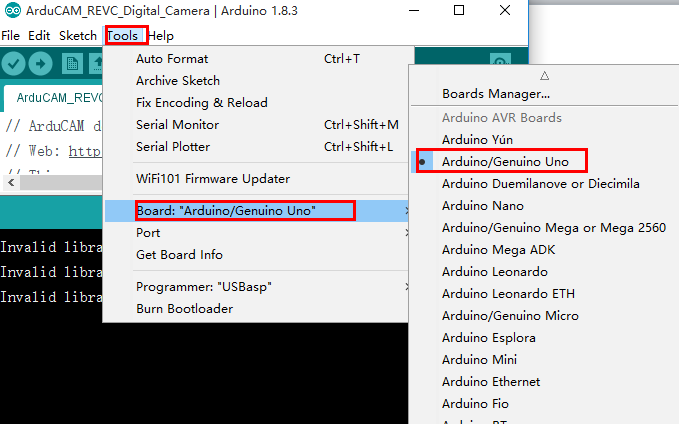 ArduCAM_REVC_Digital_Camera | Arduino 1.8.3
File Edit Sketch Tools Help
ArduCAM_REVC
// ArduCAM d
// Web: http
Invalid libra
Invalid libra
Invalid libra
Auto Format Ctrl+T
Archive Sketch
Fix Encoding & Reload
Serial Monitor Ctrl+Shift+M
Serial Plotter Ctrl+Shift+L
WiFi101 Firmware Updater
Board: "Arduino/Genuino Uno"
Port
Get Board Info
Programmer: "USBasp"
Burn Bootloader
Boards Manager...
Arduino AVR Boards
Arduino Yún
Arduino/Genuino Uno
Arduino Duemilanove or Diecimila
Arduino Nano
Arduino/Genuino Mega or Mega 2560
Arduino Mega ADK
Arduino Leonardo
Arduino Leonardo ETH
Arduino/Genuino Micro
Arduino Esplora
Arduino Mini
Arduino Ethernet
Arduino Fio